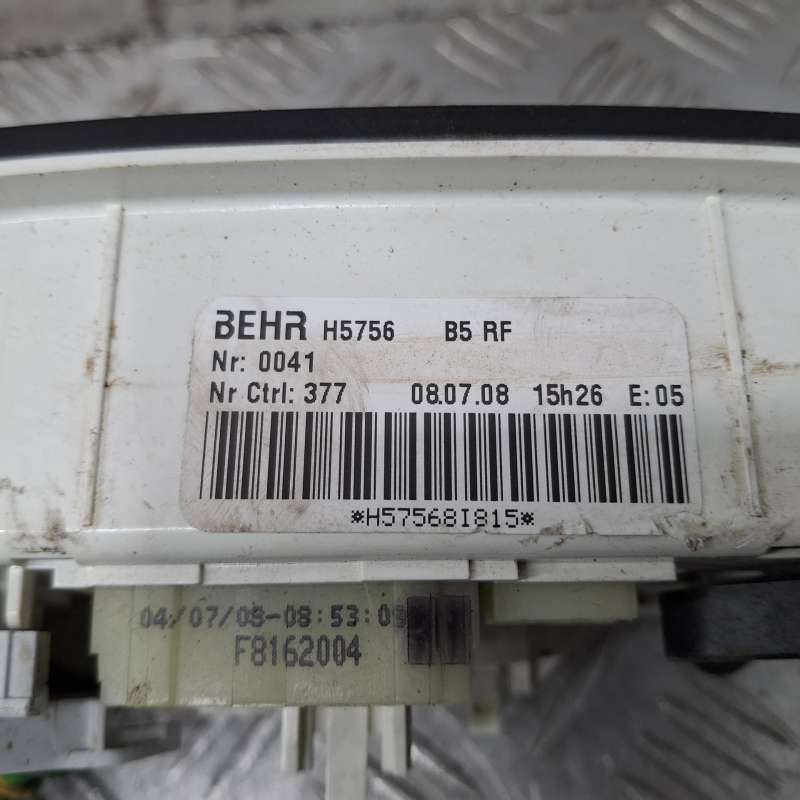 BEHR H5756 B5 RF
Nr: 0041
Nr Ctrl: 377 08.07.08 15h26 E: 05
*H57568I815*
04/07/08-08:53:09
F8162004